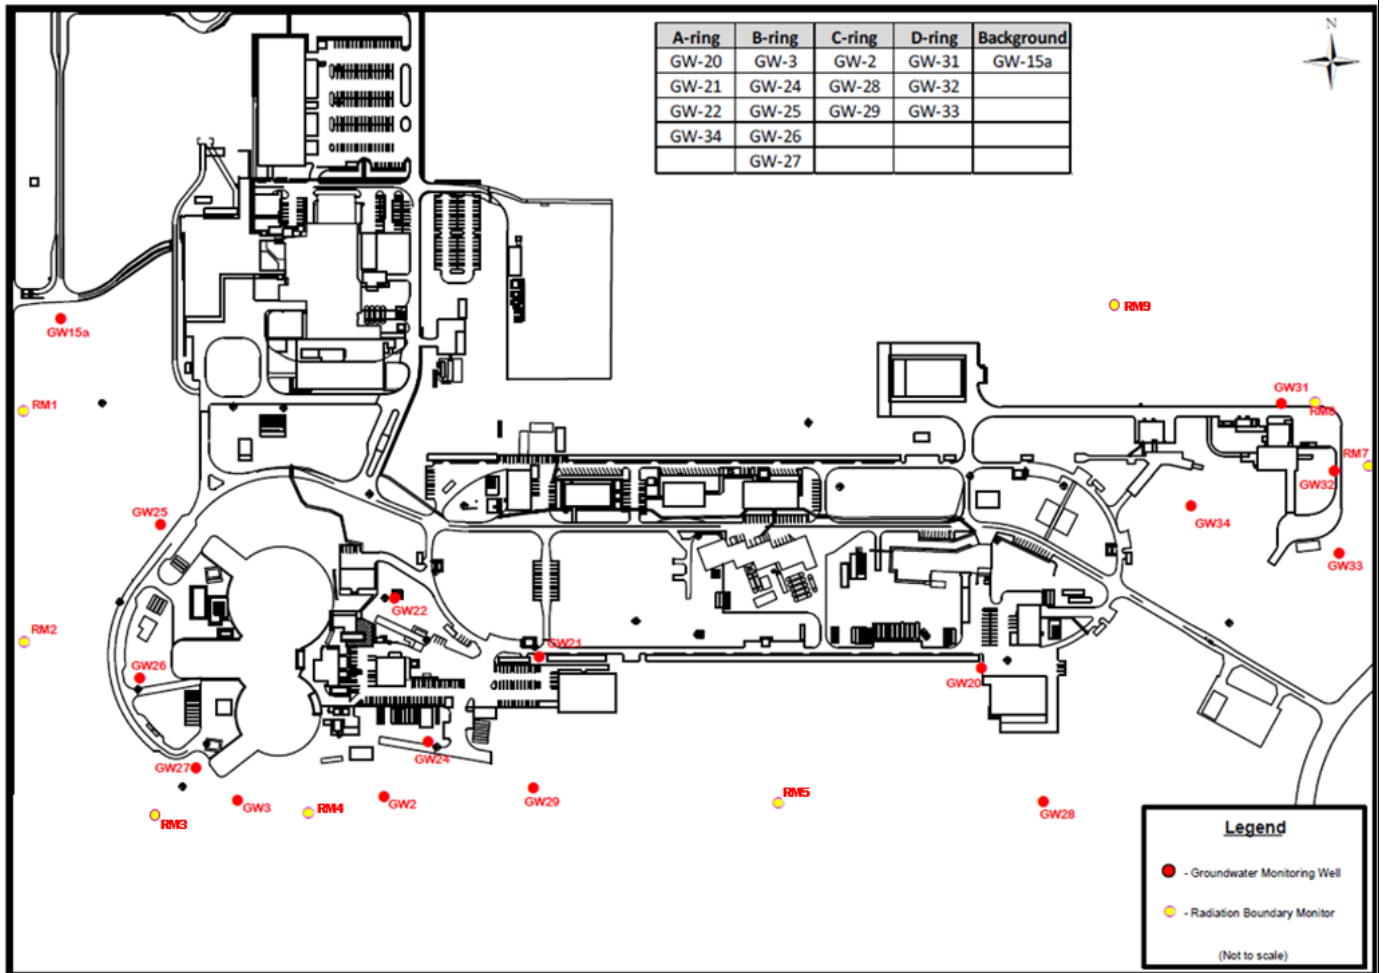 N
A-ring B-ring C-ring D-ring Background
GW-20 GW-3 GW-2 GW-31 GW-15a
GW-21 GW-24 GW-28 GW-32
GW-22 GW-25 GW-29 GW-33
GW-34 GW-26
GW-27
RM9
GW15a
GW31
RM1
RM8
RM7
GW32
GW34
GW25
GW33
GW22
RM2
GW21
GW26
GW20
GW24
GW27
GW3
RM4
GW2
GW29
RM5
GW28
RM3
Legend
- Groundwater Monitoring Well
- Radiation Boundary Monitor
(Not to scale)